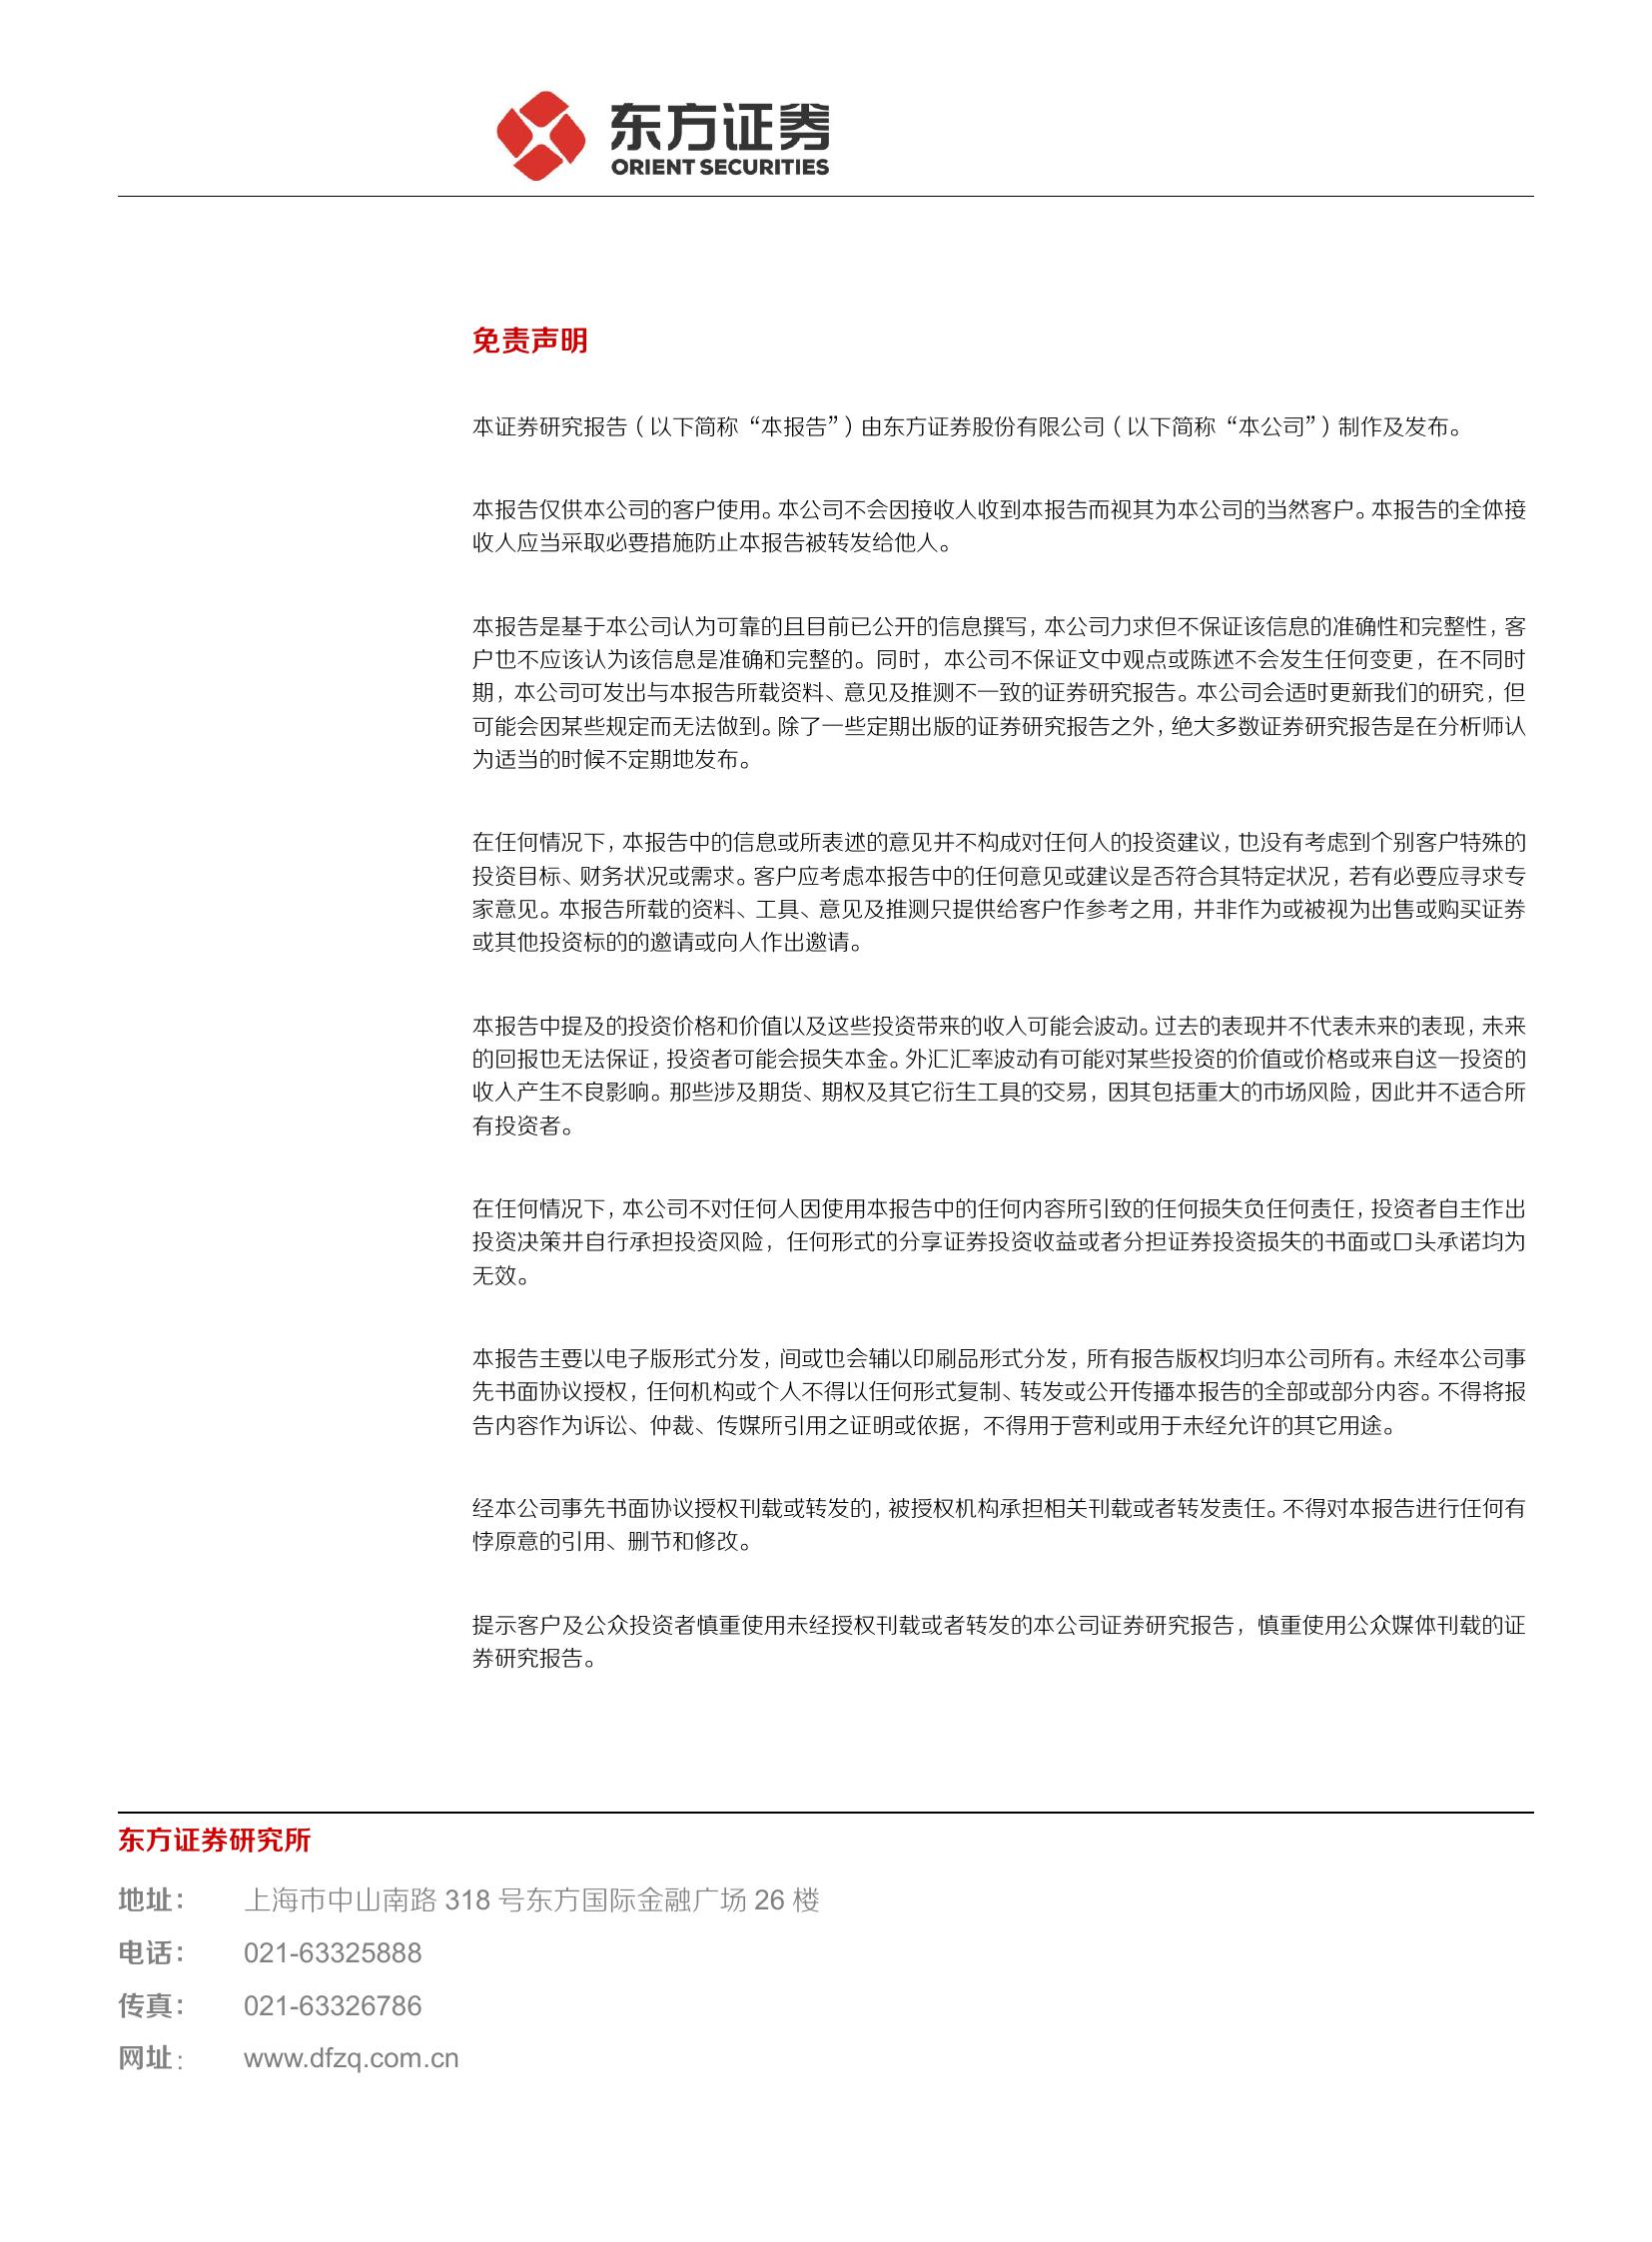 东方证券
ORIENT SECURITIES
免责声明
本证券研究报告（以下简称“本报告”）由东方证券股份有限公司（以下简称“本公司”）制作及发布。
本报告仅供本公司的客户使用。本公司不会因接收人收到本报告而视其为本公司的当然客户。本报告的全体接
收人应当采取必要措施防止本报告被转发给他人。
本报告是基于本公司认为可靠的且目前已公开的信息撰写，本公司力求但不保证该信息的准确性和完整性，客
户也不应该认为该信息是准确和完整的。同时，本公司不保证文中观点或陈述不会发生任何变更，在不同时
期，本公司可发出与本报告所载资料、意见及推测不一致的证券研究报告。本公司会适时更新我们的研究，但
可能会因某些规定而无法做到。除了一些定期出版的证券研究报告之外，绝大多数证券研究报告是在分析师认
为适当的时候不定期地发布。
在任何情况下，本报告中的信息或所表述的意见并不构成对任何人的投资建议，也没有考虑到个别客户特殊的
投资目标、财务状况或需求。客户应考虑本报告中的任何意见或建议是否符合其特定状况，若有必要应寻求专
家意见。本报告所载的资料、工具、意见及推测只提供给客户作参考之用，并非作为或被视为出售或购买证券
或其他投资标的的邀请或向人作出邀请。
本报告中提及的投资价格和价值以及这些投资带来的收入可能会波动。过去的表现并不代表未来的表现，未来
的回报也无法保证，投资者可能会损失本金。外汇汇率波动有可能对某些投资的价值或价格或来自这一投资的
收入产生不良影响。那些涉及期货、期权及其它衍生工具的交易，因其包括重大的市场风险，因此并不适合所
有投资者。
在任何情况下，本公司不对任何人因使用本报告中的任何内容所引致的任何损失负任何责任，投资者自主作出
投资决策并自行承担投资风险，任何形式的分享证券投资收益或者分担证券投资损失的书面或口头承诺均为
无效。
本报告主要以电子版形式分发，间或也会辅以印刷品形式分发，所有报告版权均归本公司所有。未经本公司事
先书面协议授权，任何机构或个人不得以任何形式复制、转发或公开传播本报告的全部或部分内容。不得将报
告内容作为诉讼、仲裁、传媒所引用之证明或依据，不得用于营利或用于未经允许的其它用途。
经本公司事先书面协议授权刊载或转发的，被授权机构承担相关刊载或者转发责任。不得对本报告进行任何有
悖原意的引用、删节和修改。
提示客户及公众投资者慎重使用未经授权刊载或者转发的本公司证券研究报告，慎重使用公众媒体刊载的证
券研究报告。
东方证券研究所
地址： 上海市中山南路 318 号东方国际金融广场 26 楼
电话： 021-63325888
传真： 021-63326786
网址： www.dfzq.com.cn